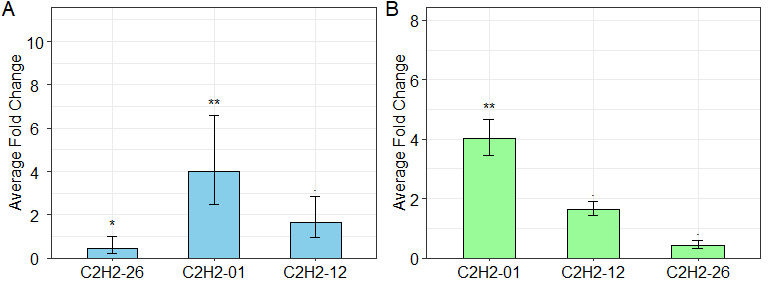 A
Average Fold Change
10
8
6
4
2
0
*
**
.
C2H2-26 C2H2-01 C2H2-12
B
Average Fold Change
8
6
4
2
0
**
.
.
C2H2-01 C2H2-12 C2H2-26